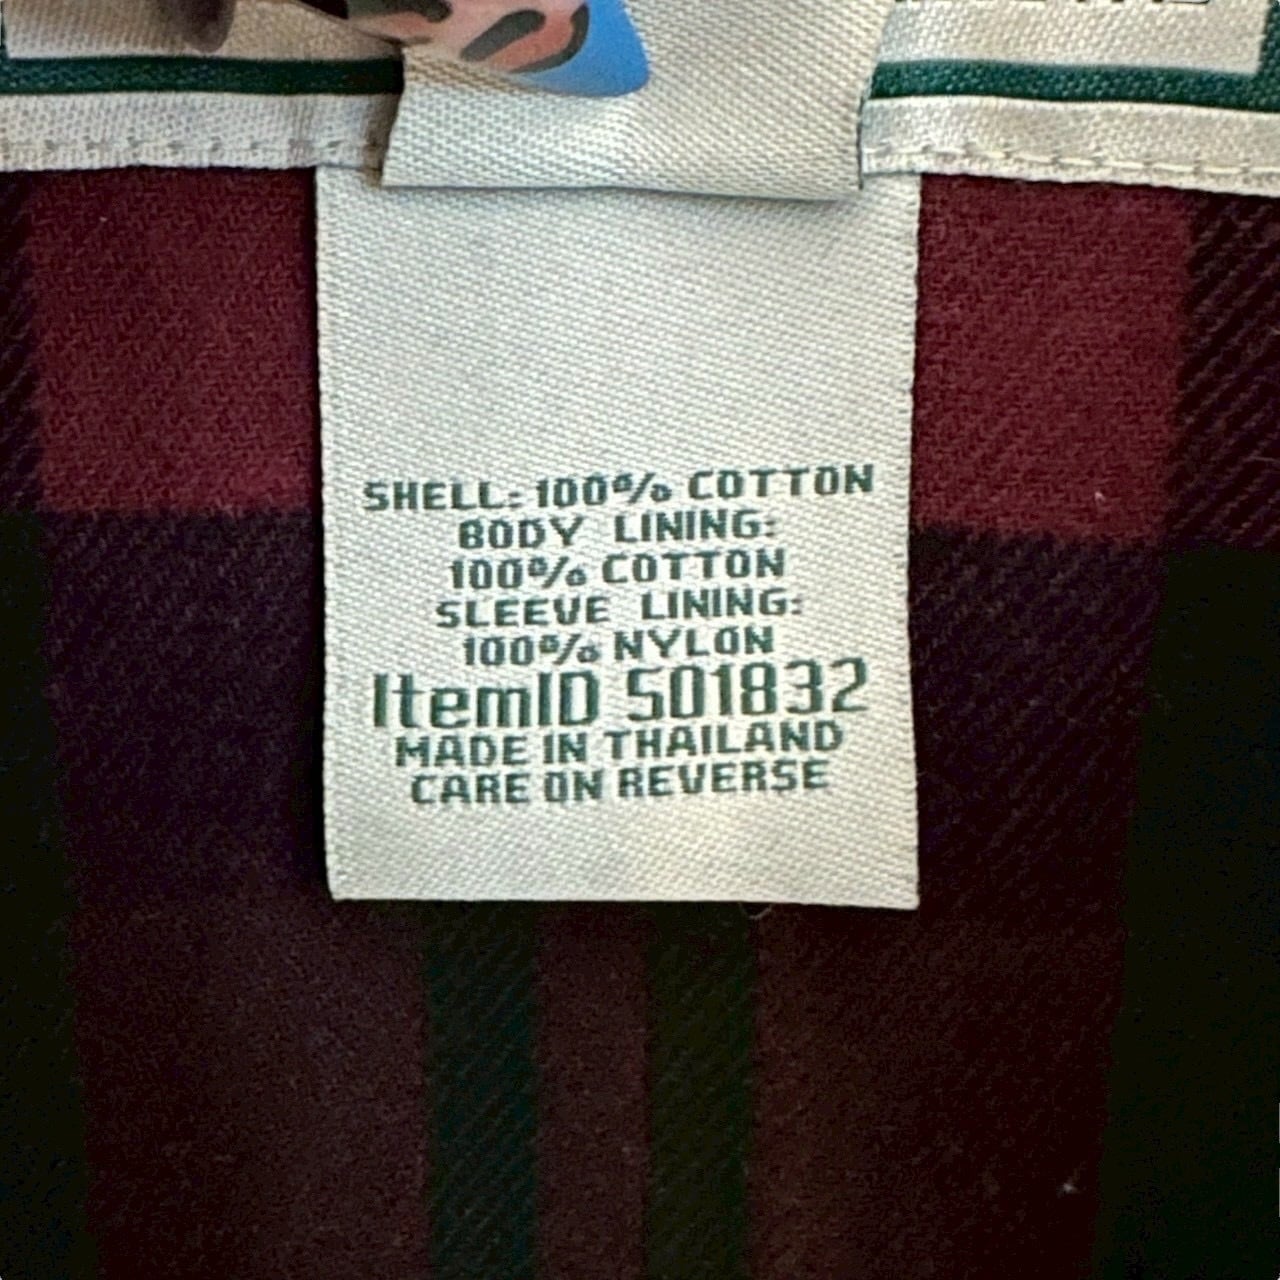 SHELL: 100% COTTON
BODY LINING:
100% COTTON
SLEEVE LINING:
100% NYLON
ItemID 501832
MADE IN THAILAND
CARE ON REVERSE